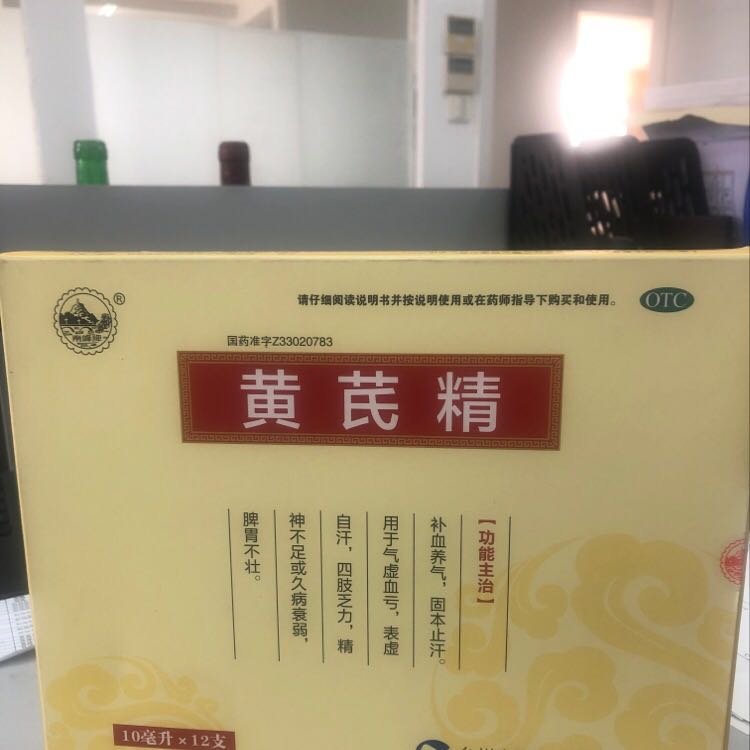 请仔细阅读说明书并按说明使用或在药师指导下购买和使用。
OTC
®
国药准字Z33020783
黄芪精
【功能主治】
补血养气，固本止汗。
用于气虚血亏，表虚
自汗，四肢乏力，精
神不足或久病衰弱，
脾胃不壮。
10毫升×12支